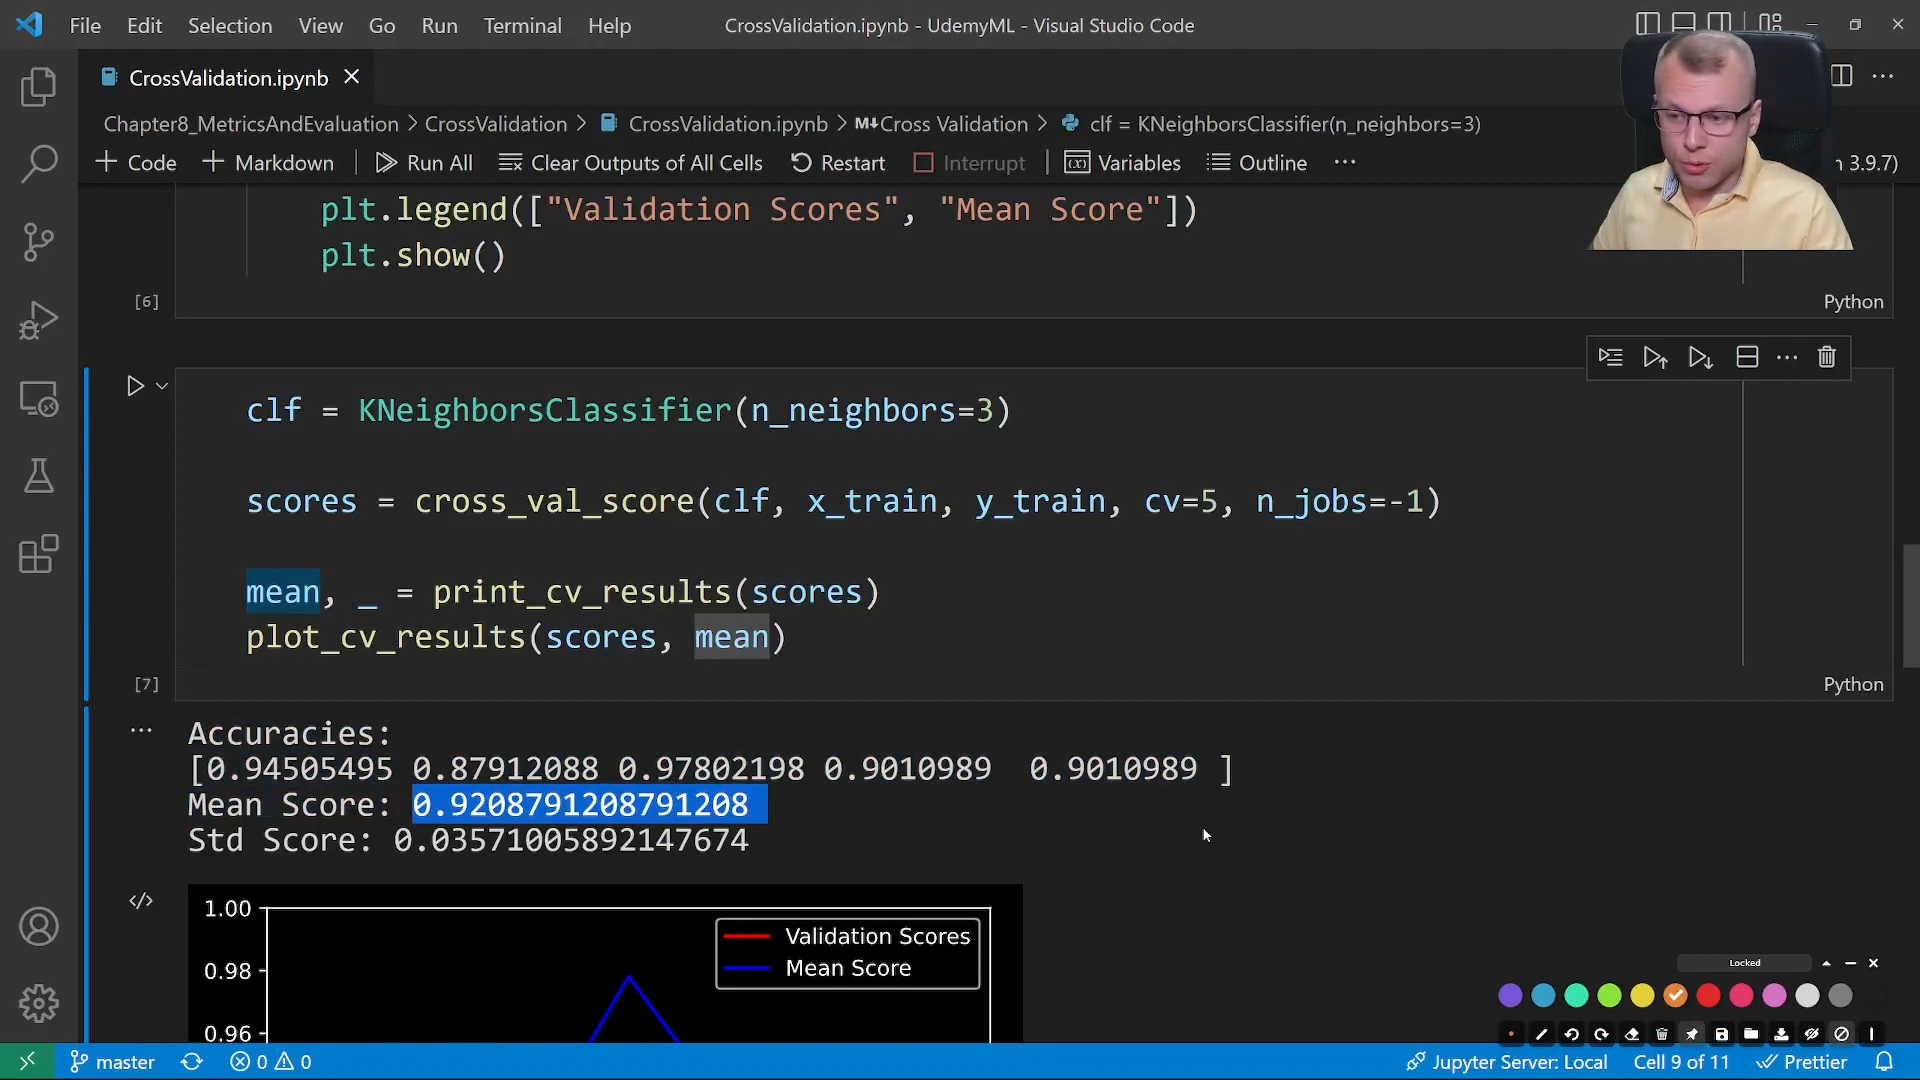 File Edit Selection View Go Run Terminal Help
CrossValidation.ipynb - UdemyML - Visual Studio Code
CrossValidation.ipynb
Chapter8_MetricsAndEvaluation > CrossValidation > CrossValidation.ipynb > M↓Cross Validation > clf = KNeighborsClassifier(n_neighbors=3)
+ Code + Markdown Run All Clear Outputs of All Cells Restart Interrupt Variables Outline ...
n 3.9.7)
plt.legend(["Validation Scores", "Mean Score"])
plt.show()
[6]
Python
clf = KNeighborsClassifier(n_neighbors=3)
scores = cross_val_score(clf, x_train, y_train, cv=5, n_jobs=-1)
mean, _ = print_cv_results(scores)
plot_cv_results(scores, mean)
[7]
Python
Accuracies:
[0.94505495 0.87912088 0.97802198 0.9010989  0.9010989 ]
Mean Score: 0.9208791208791208
Std Score: 0.03571005892147674
1.00
Validation Scores
Mean Score
0.98
0.96
Locked
master 0 0 Jupyter Server: Local Cell 9 of 11 Prettier